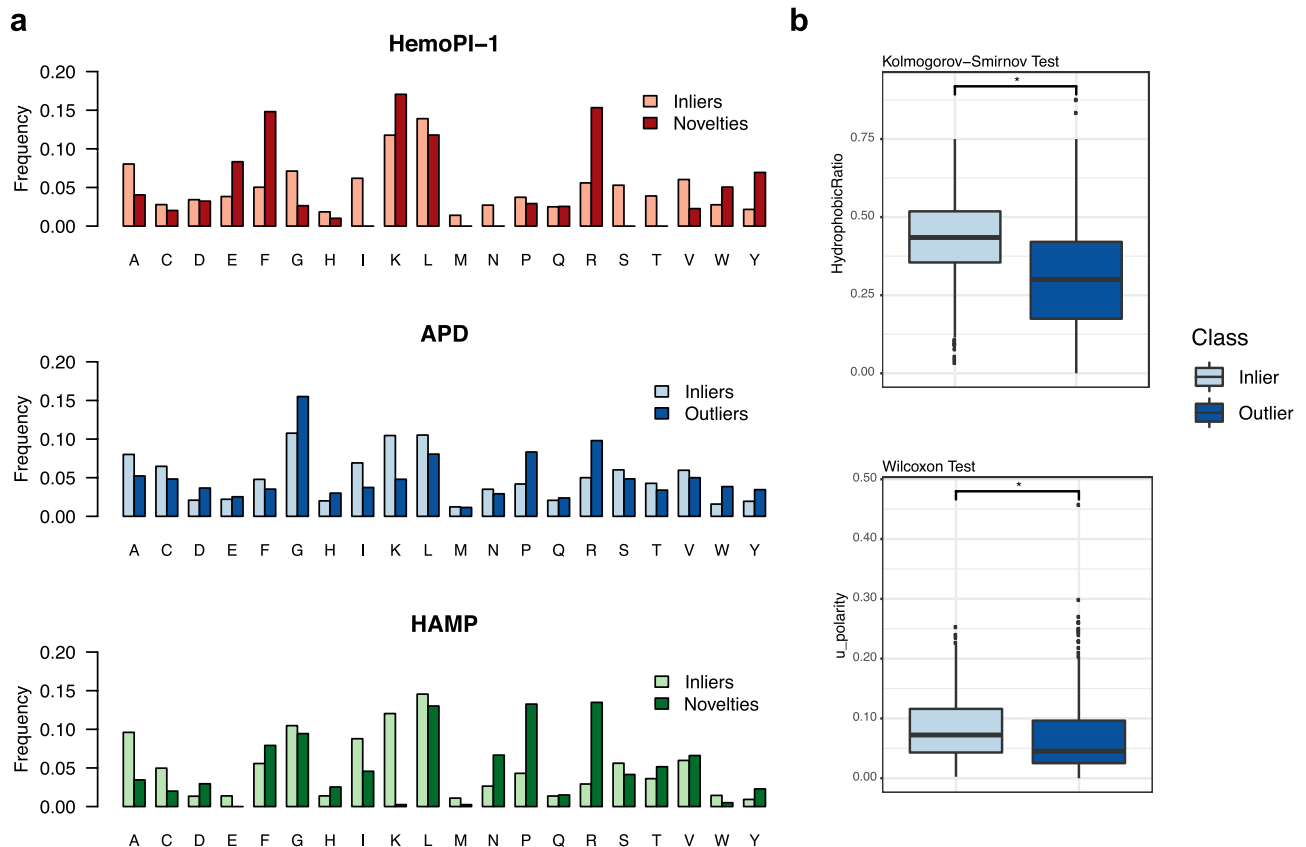 a
HemoPI−1
Frequency
0.20
0.15
0.10
0.05
0.00
Inliers
Novelties
A C D E F G H I K L M N P Q R S T V W Y
APD
Frequency
0.20
0.15
0.10
0.05
0.00
Inliers
Outliers
A C D E F G H I K L M N P Q R S T V W Y
HAMP
Frequency
0.20
0.15
0.10
0.05
0.00
Inliers
Novelties
A C D E F G H I K L M N P Q R S T V W Y
b
Kolmogorov−Smirnov Test
*
HydrophobicRatio
0.75
0.50
0.25
0.00
Class
Inlier
Outlier
Wilcoxon Test
*
u_polarity
0.50
0.40
0.30
0.20
0.10
0.00